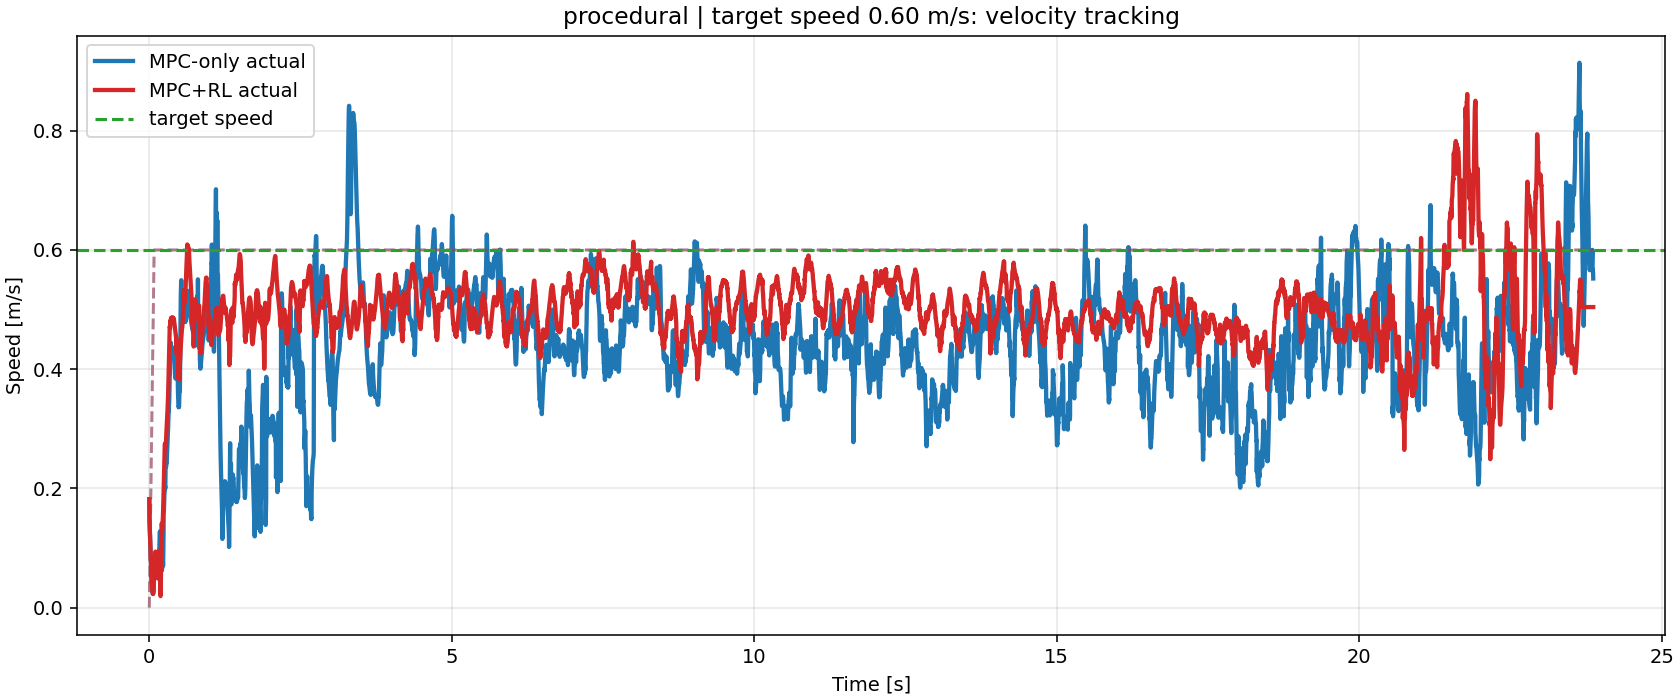 procedural | target speed 0.60 m/s: velocity tracking
MPC-only actual
MPC+RL actual
target speed
Speed [m/s]
0.8
0.6
0.4
0.2
0.0
0 5 10 15 20 25
Time [s]